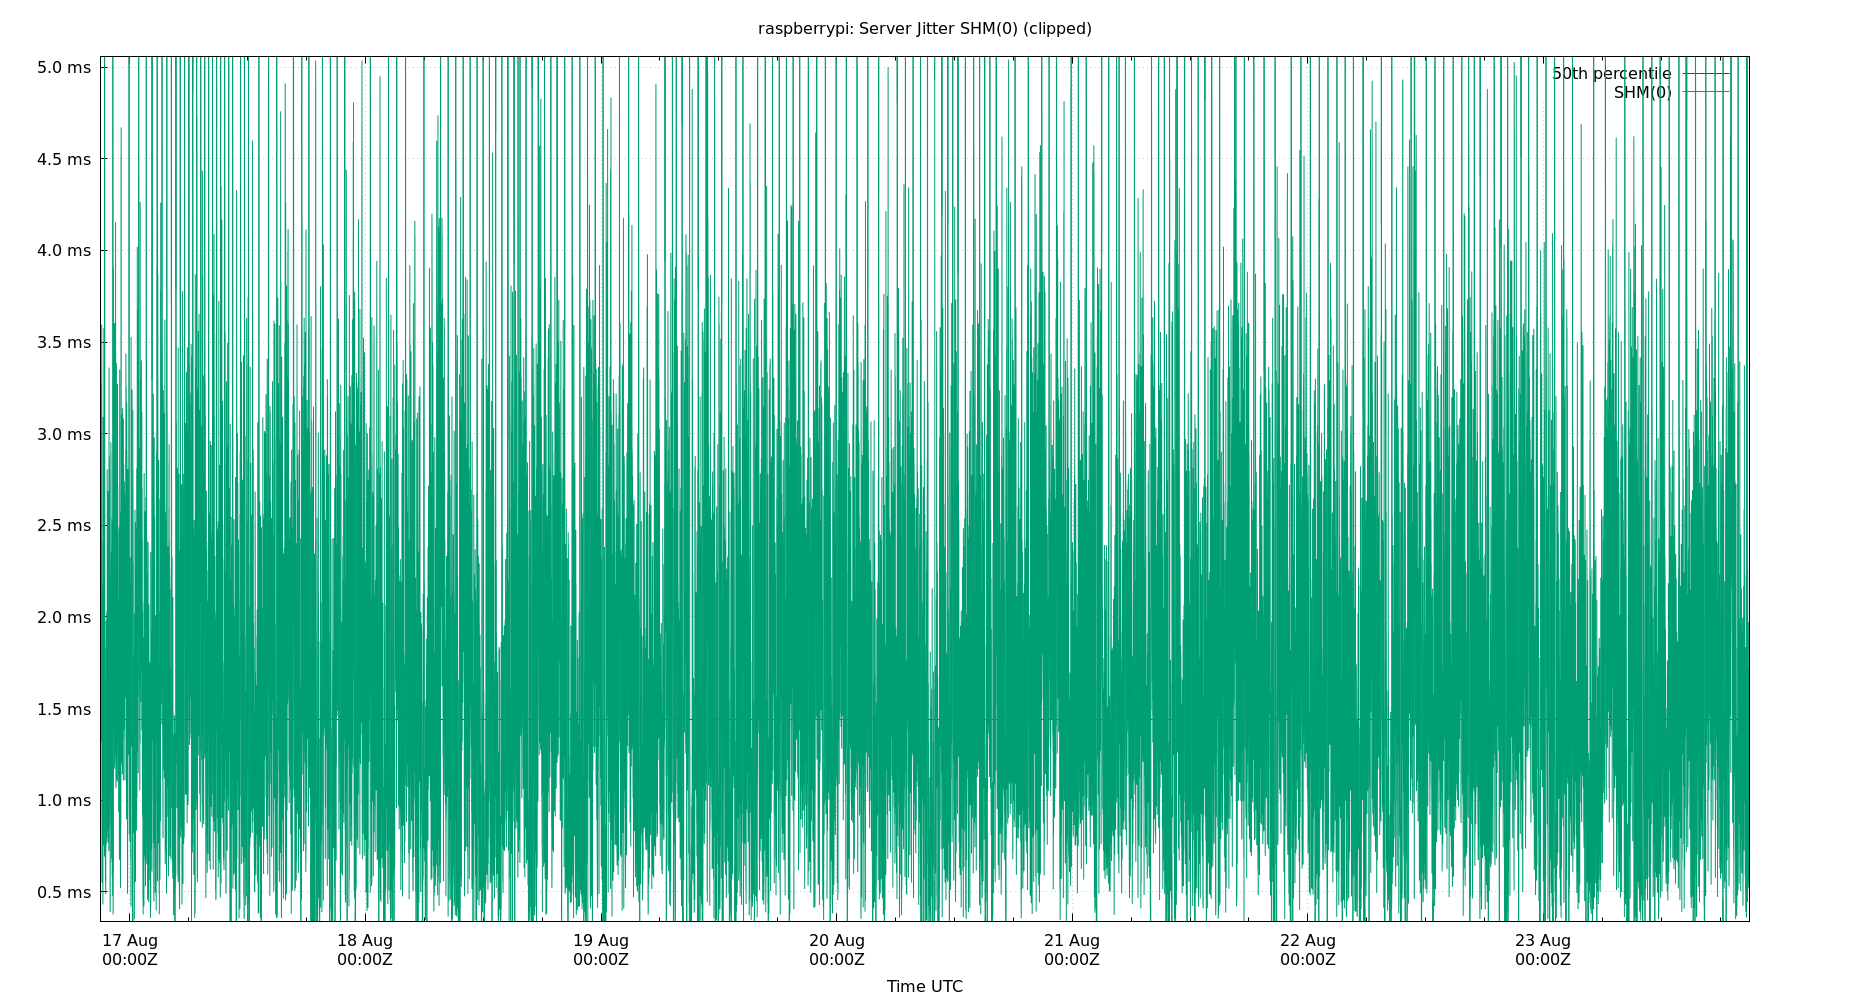 raspberrypi: Server Jitter SHM(0) (clipped)
5.0 ms
50th percentile
SHM(0)
4.5 ms
4.0 ms
3.5 ms
3.0 ms
2.5 ms
2.0 ms
1.5 ms
1.0 ms
0.5 ms
17 Aug 18 Aug 19 Aug 20 Aug 21 Aug 22 Aug 23 Aug
00:00Z 00:00Z 00:00Z 00:00Z 00:00Z 00:00Z 00:00Z
Time UTC